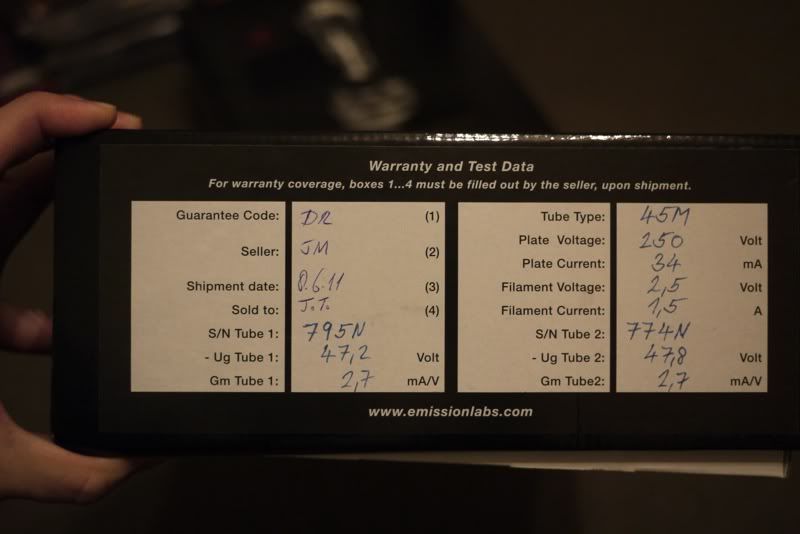 Warranty and Test Data
For warranty coverage, boxes 1...4 must be filled out by the seller, upon shipment.
Guarantee Code: DR (1)
Seller: JM (2)
Shipment date: 8.6.11 (3)
Sold to: J.T. (4)
S/N Tube 1: 795N
- Ug Tube 1: 47,2 Volt
Gm Tube 1: 2,7 mA/V
Tube Type: 45M
Plate Voltage: 250 Volt
Plate Current: 34 mA
Filament Voltage: 2,5 Volt
Filament Current: 1,5 A
S/N Tube 2: 774N
- Ug Tube 2: 47,8 Volt
Gm Tube2: 2,7 mA/V
www.emissionlabs.com